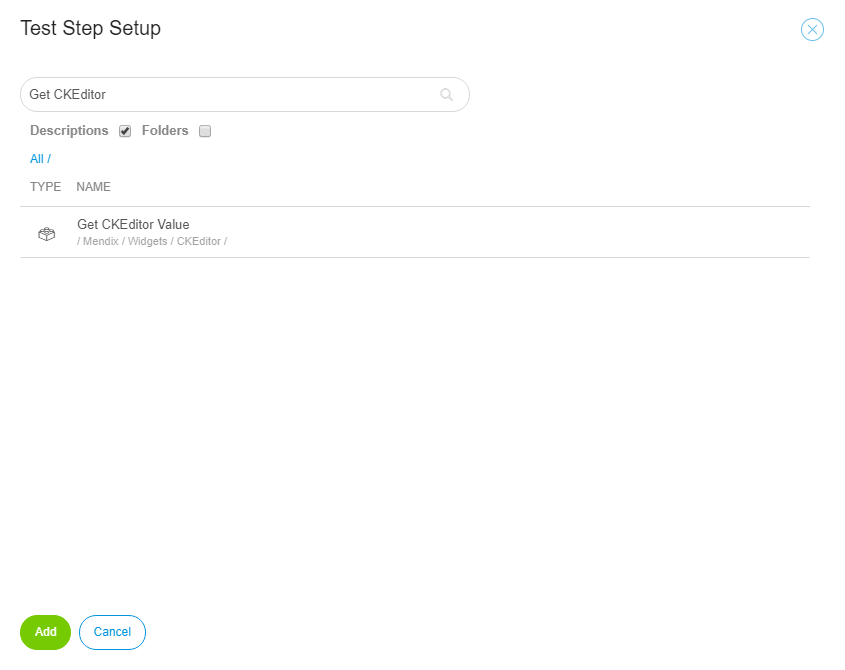 Test Step Setup
Get CKEditor
Descriptions Folders
All /
TYPE NAME
Get CKEditor Value
/ Mendix / Widgets / CKEditor /
Add Cancel